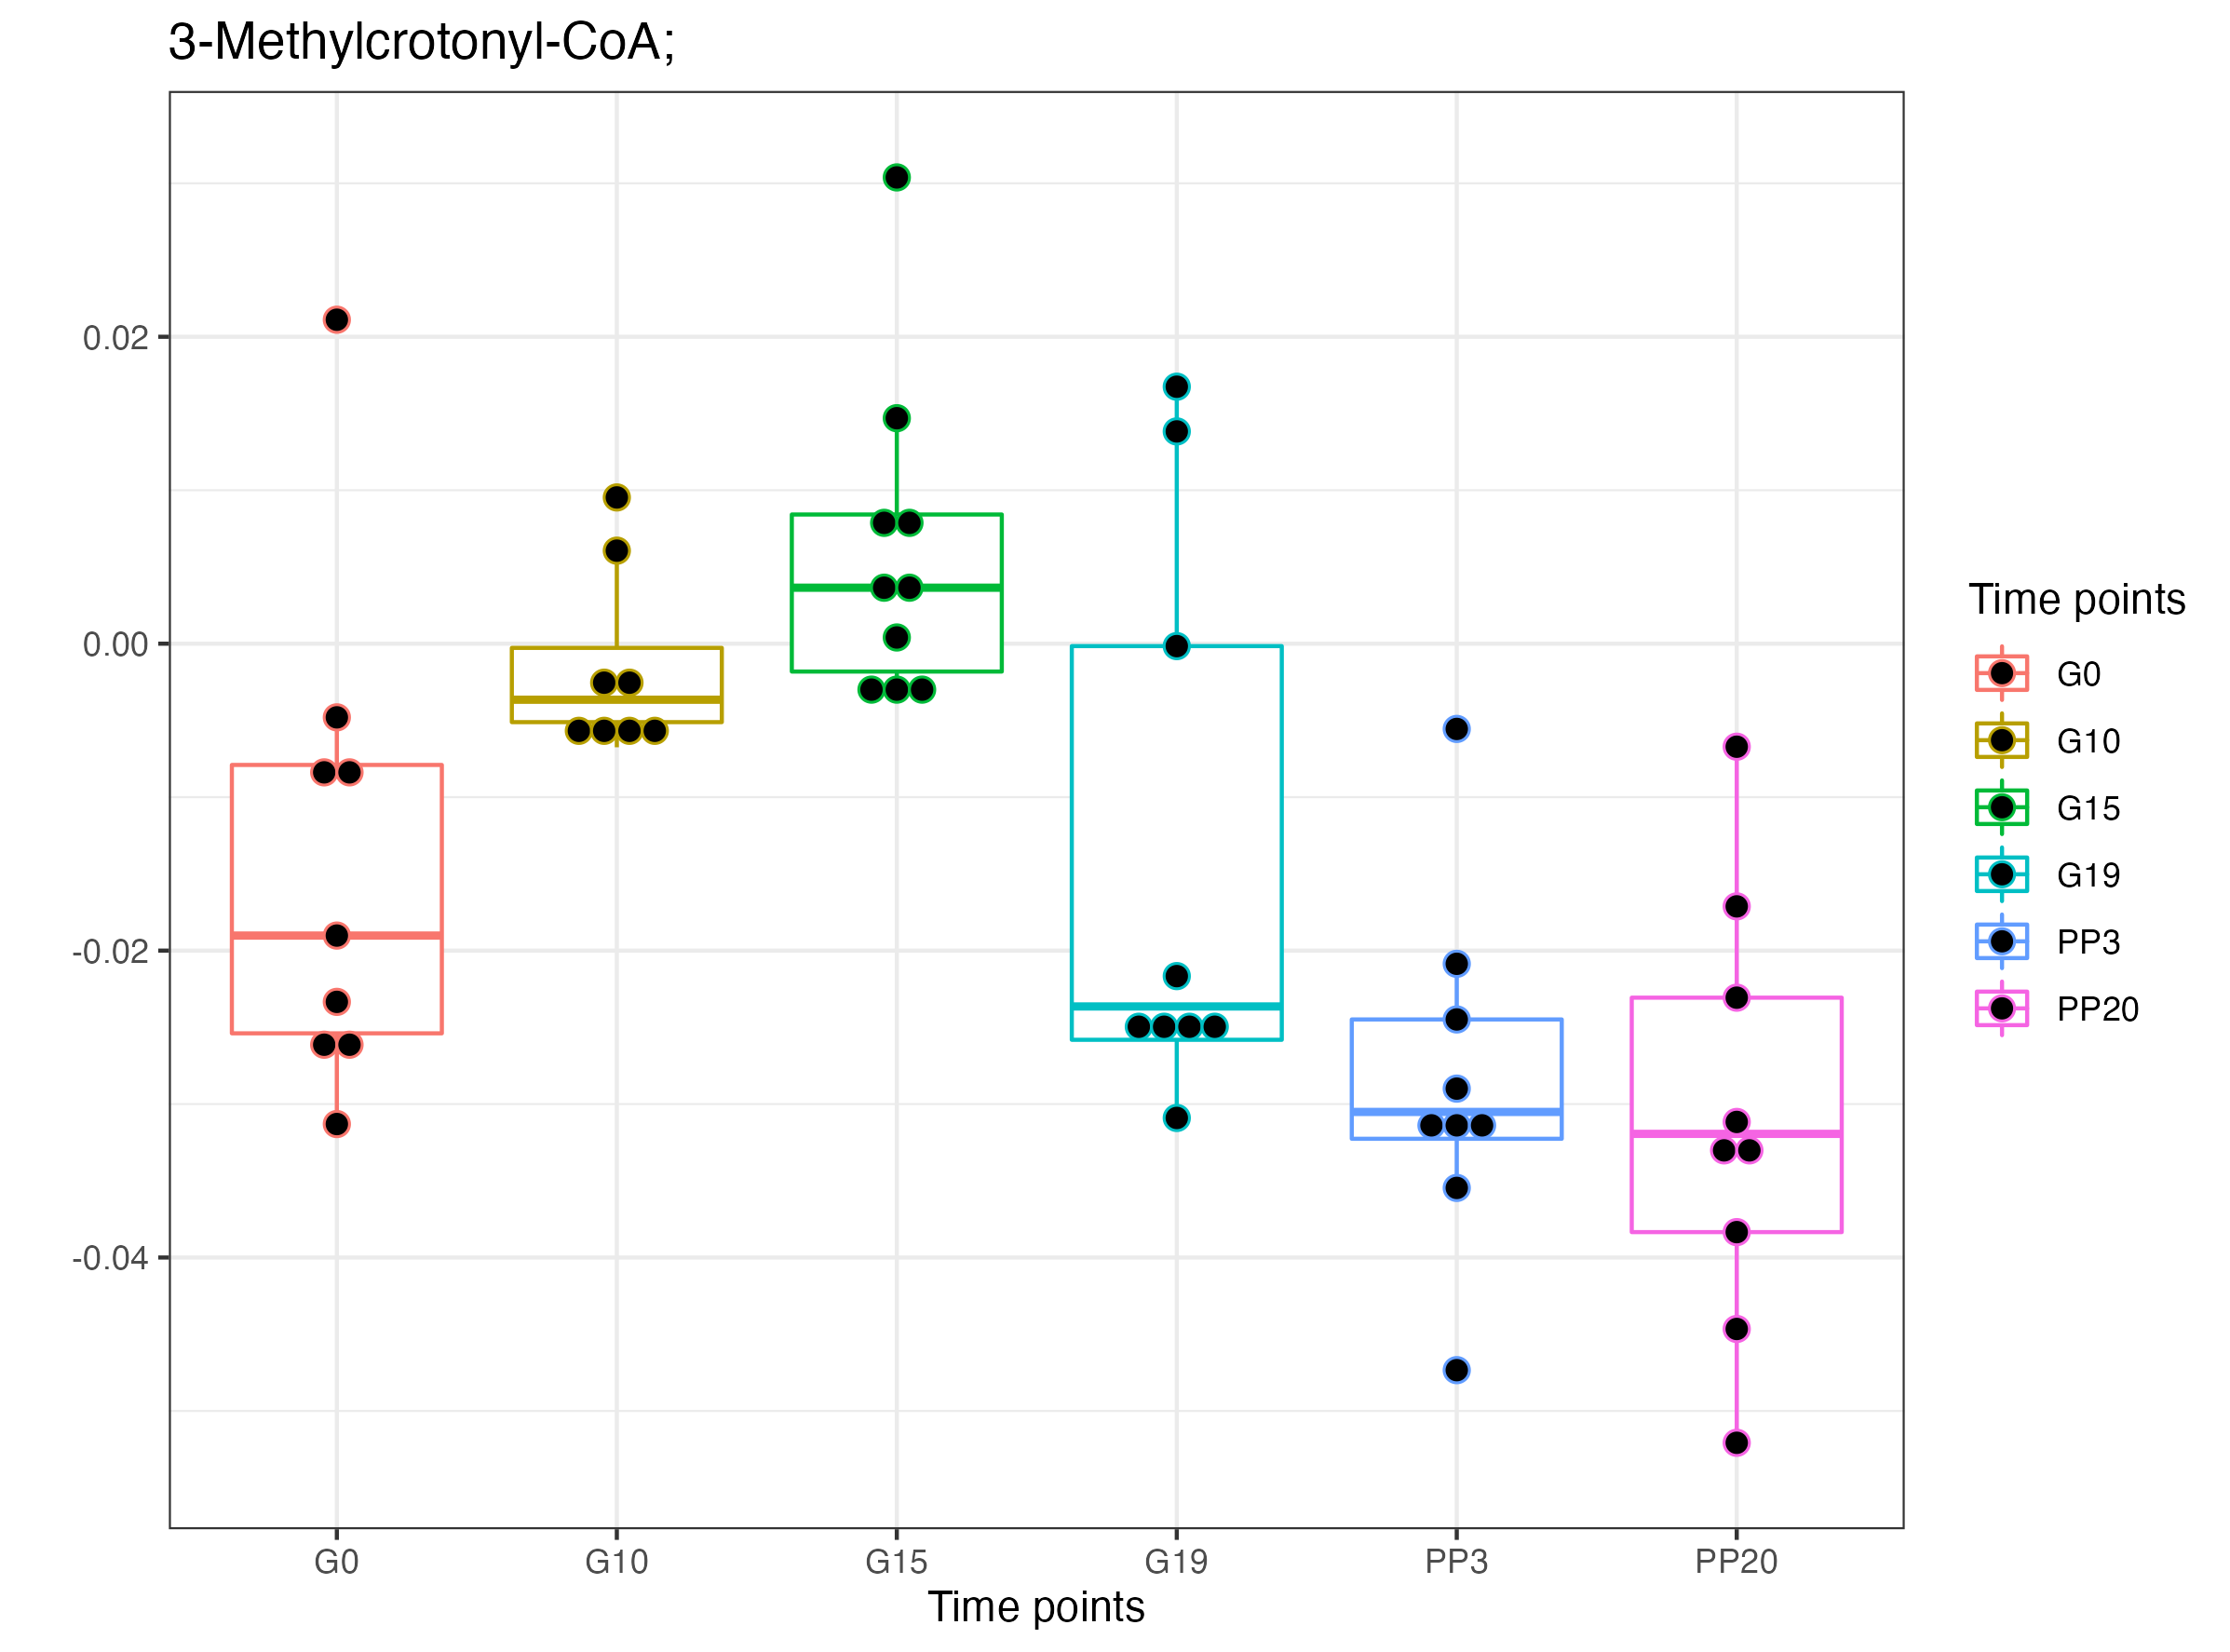 3-Methylcrotonyl-CoA;
0.02
0.00
-0.02
-0.04
G0 G10 G15 G19 PP3 PP20
Time points
Time points
G0
G10
G15
G19
PP3
PP20